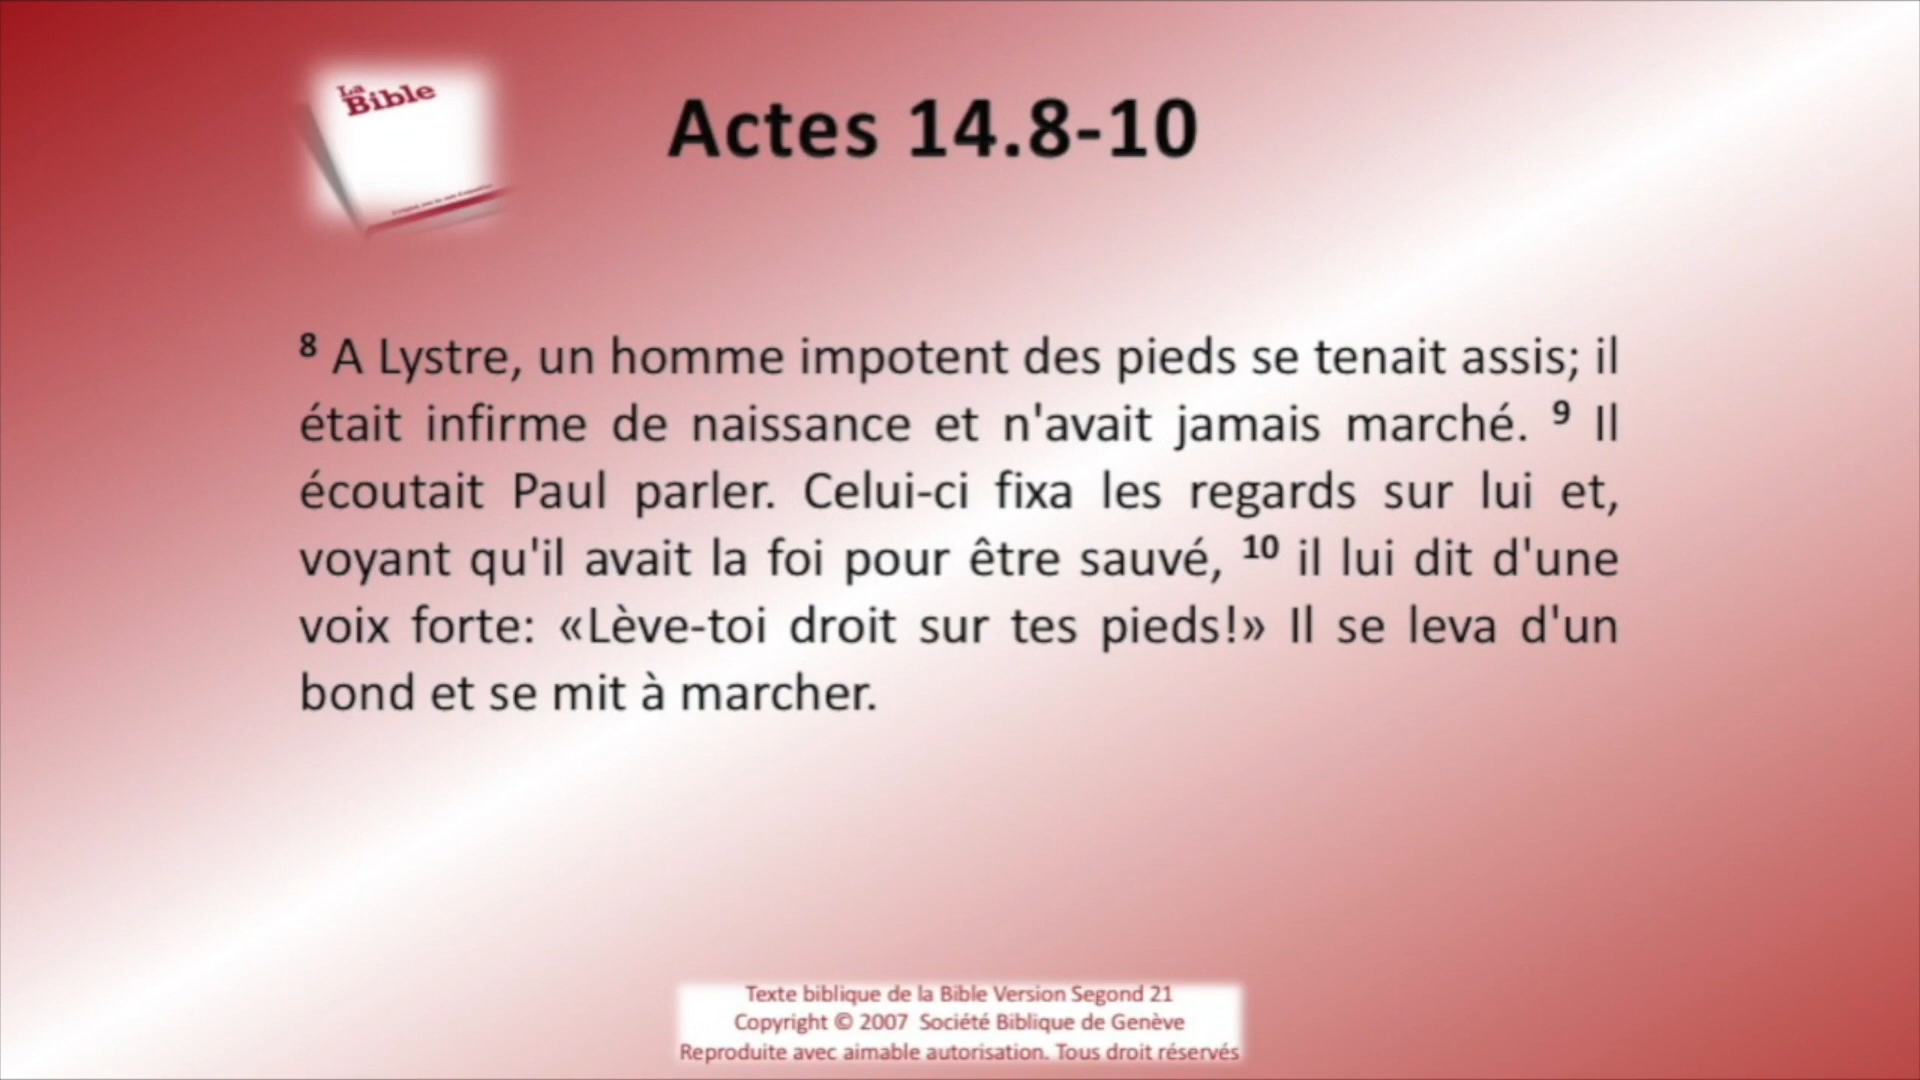 La
Bible
Actes 14.8-10
8 A Lystre, un homme impotent des pieds se tenait assis; il
était infirme de naissance et n'avait jamais marché. 9 Il
écoutait Paul parler. Celui-ci fixa les regards sur lui et,
voyant qu'il avait la foi pour être sauvé, 10 il lui dit d'une
voix forte: «Lève-toi droit sur tes pieds!» Il se leva d'un
bond et se mit à marcher.
Texte biblique de la Bible Version Segond 21
Copyright © 2007 Société Biblique de Genève
Reproduite avec aimable autorisation. Tous droit réservés